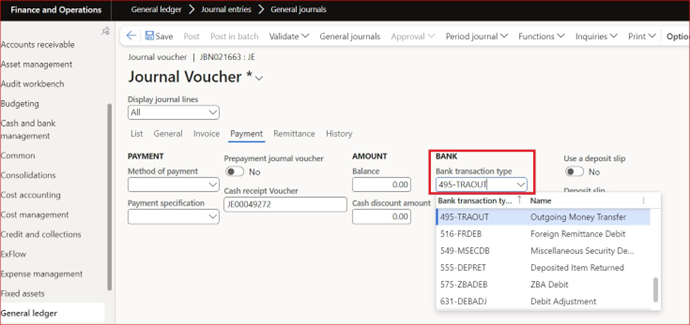 Finance and Operations
General ledger > Journal entries > General journals
Save Post Post in batch Validate General journals Approval Period journal Functions Inquiries Print Option
Accounts receivable
Asset management
Audit workbench
Budgeting
Cash and bank
management
Common
Consolidations
Cost accounting
Cost management
Credit and collections
ExFlow
Expense management
Fixed assets
General ledger
Journal voucher | JBN021663 : JE
Journal Voucher *
Display journal lines
All
List General Invoice Payment Remittance History
PAYMENT
Method of payment
Payment specification
Prepayment journal voucher
No
Cash receipt Voucher
JE00049272
AMOUNT
Balance
0.00
Cash discount amount
0.00
BANK
Bank transaction type
495-TRAOUT
Use a deposit slip
No
Deposit slip
Bank transaction ty... ↑ Name
495-TRAOUT Outgoing Money Transfer
516-FRDEB Foreign Remittance Debit
549-MSECDB Miscellaneous Security De...
555-DEPRET Deposited Item Returned
575-ZBADEB ZBA Debit
631-DEBADJ Debit Adjustment